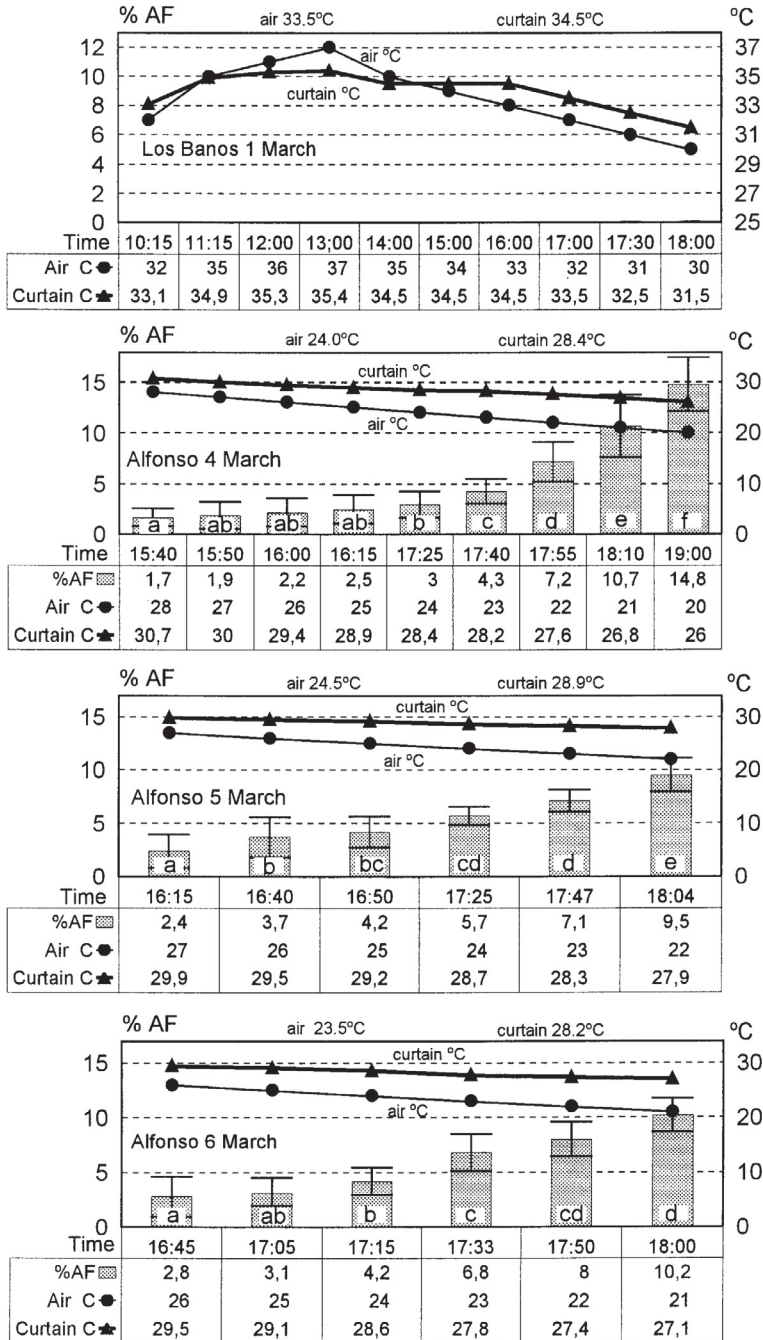 % AF air 33.5ºC curtain 34.5ºC ºC
12 37
10 air ºC 35
8 curtain ºC 33
6 31
4 Los Banos 1 March 29
2 27
0 25
Time 10:15 11:15 12:00 13:00 14:00 15:00 16:00 17:00 17:30 18:00
Air C 32 35 36 37 35 34 33 32 31 30
Curtain C 33,1 34,9 35,3 35,4 34,5 34,5 34,5 33,5 32,5 31,5
% AF air 24.0ºC curtain 28.4ºC ºC
15 curtain ºC 30
10 air ºC 20
Alfonso 4 March
5 10
0 a ab ab ab b c d e f 0
Time 15:40 15:50 16:00 16:15 17:25 17:40 17:55 18:10 19:00
%AF 1,7 1,9 2,2 2,5 3 4,3 7,2 10,7 14,8
Air C 28 27 26 25 24 23 22 21 20
Curtain C 30,7 30 29,4 28,9 28,4 28,2 27,6 26,8 26
% AF air 24.5ºC curtain 28.9ºC ºC
15 curtain ºC 30
10 air ºC 20
Alfonso 5 March
5 10
0 a b bc cd d e 0
Time 16:15 16:40 16:50 17:25 17:47 18:04
%AF 2,4 3,7 4,2 5,7 7,1 9,5
Air C 27 26 25 24 23 22
Curtain C 29,9 29,5 29,2 28,7 28,3 27,9
% AF air 23.5ºC curtain 28.2ºC ºC
15 curtain ºC 30
10 air ºC 20
Alfonso 6 March
5 10
0 a ab b c cd d 0
Time 16:45 17:05 17:15 17:33 17:50 18:00
%AF 2,8 3,1 4,2 6,8 8 10,2
Air C 26 25 24 23 22 21
Curtain C 29,5 29,1 28,6 27,8 27,4 27,1